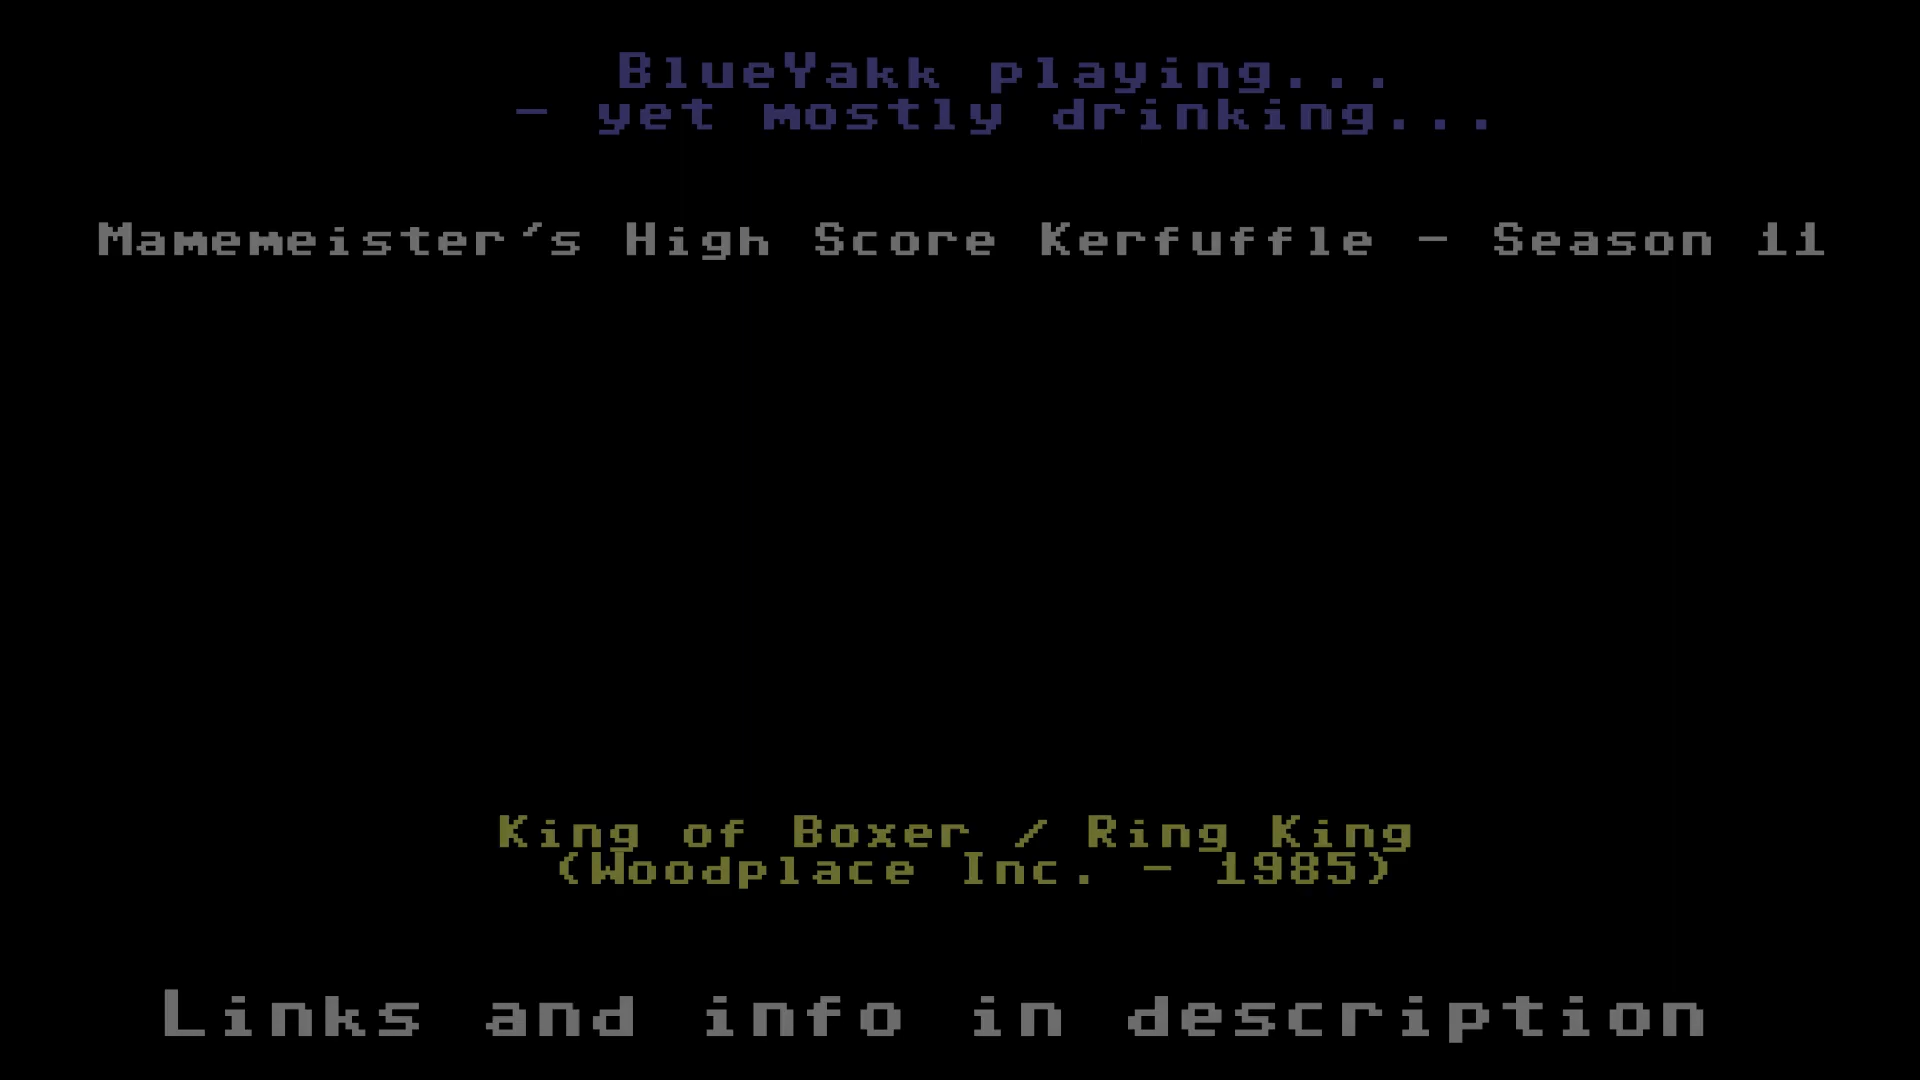 BlueYakk playing...
- yet mostly drinking...
Mamemeister's High Score Kerfuffle - Season 11
King of Boxer / Ring King
(Woodplace Inc. - 1985)
Links and info in description